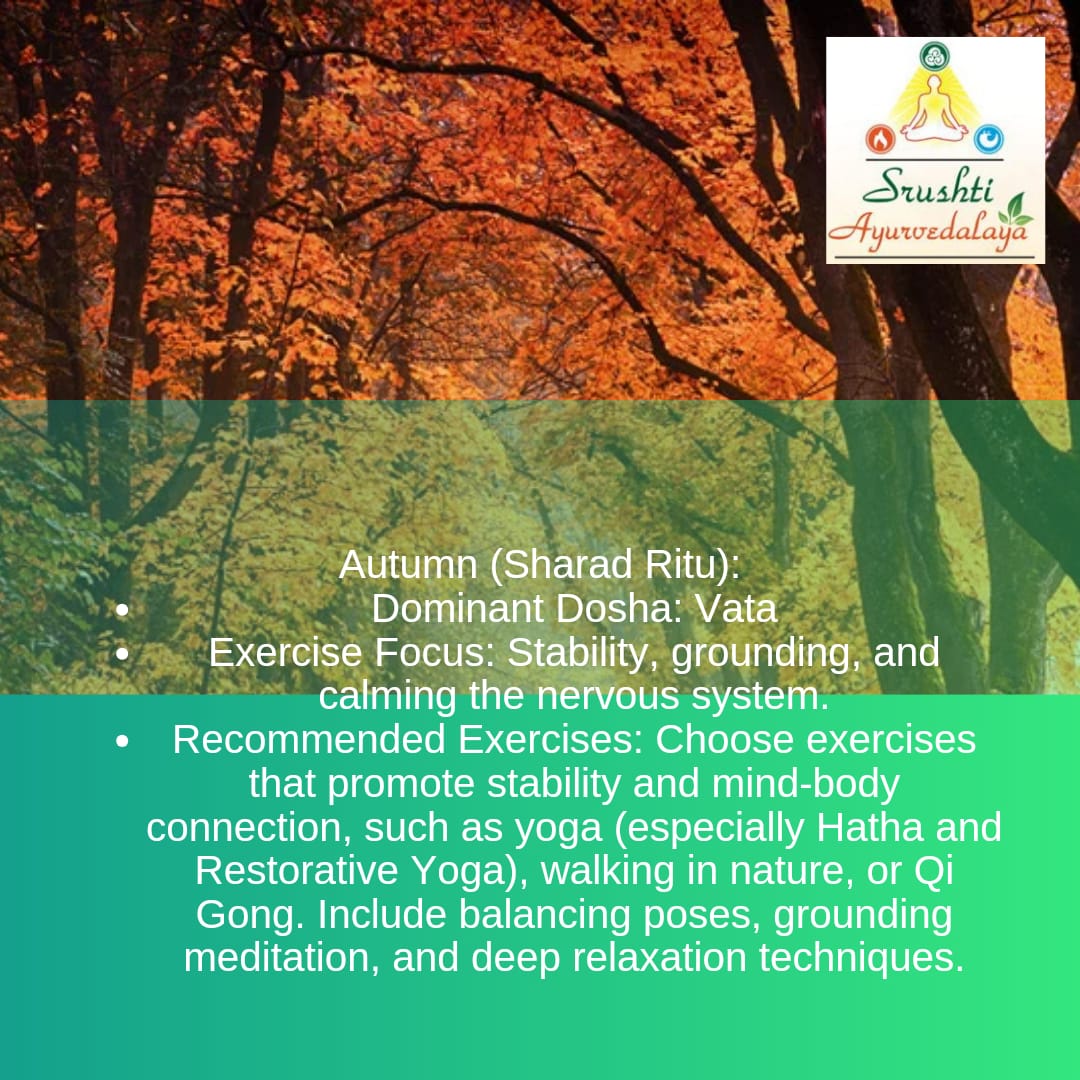 Srushti
Ayurvedalaya
Autumn (Sharad Ritu):
• Dominant Dosha: Vata
• Exercise Focus: Stability, grounding, and
calming the nervous system.
• Recommended Exercises: Choose exercises
that promote stability and mind-body
connection, such as yoga (especially Hatha and
Restorative Yoga), walking in nature, or Qi
Gong. Include balancing poses, grounding
meditation, and deep relaxation techniques.